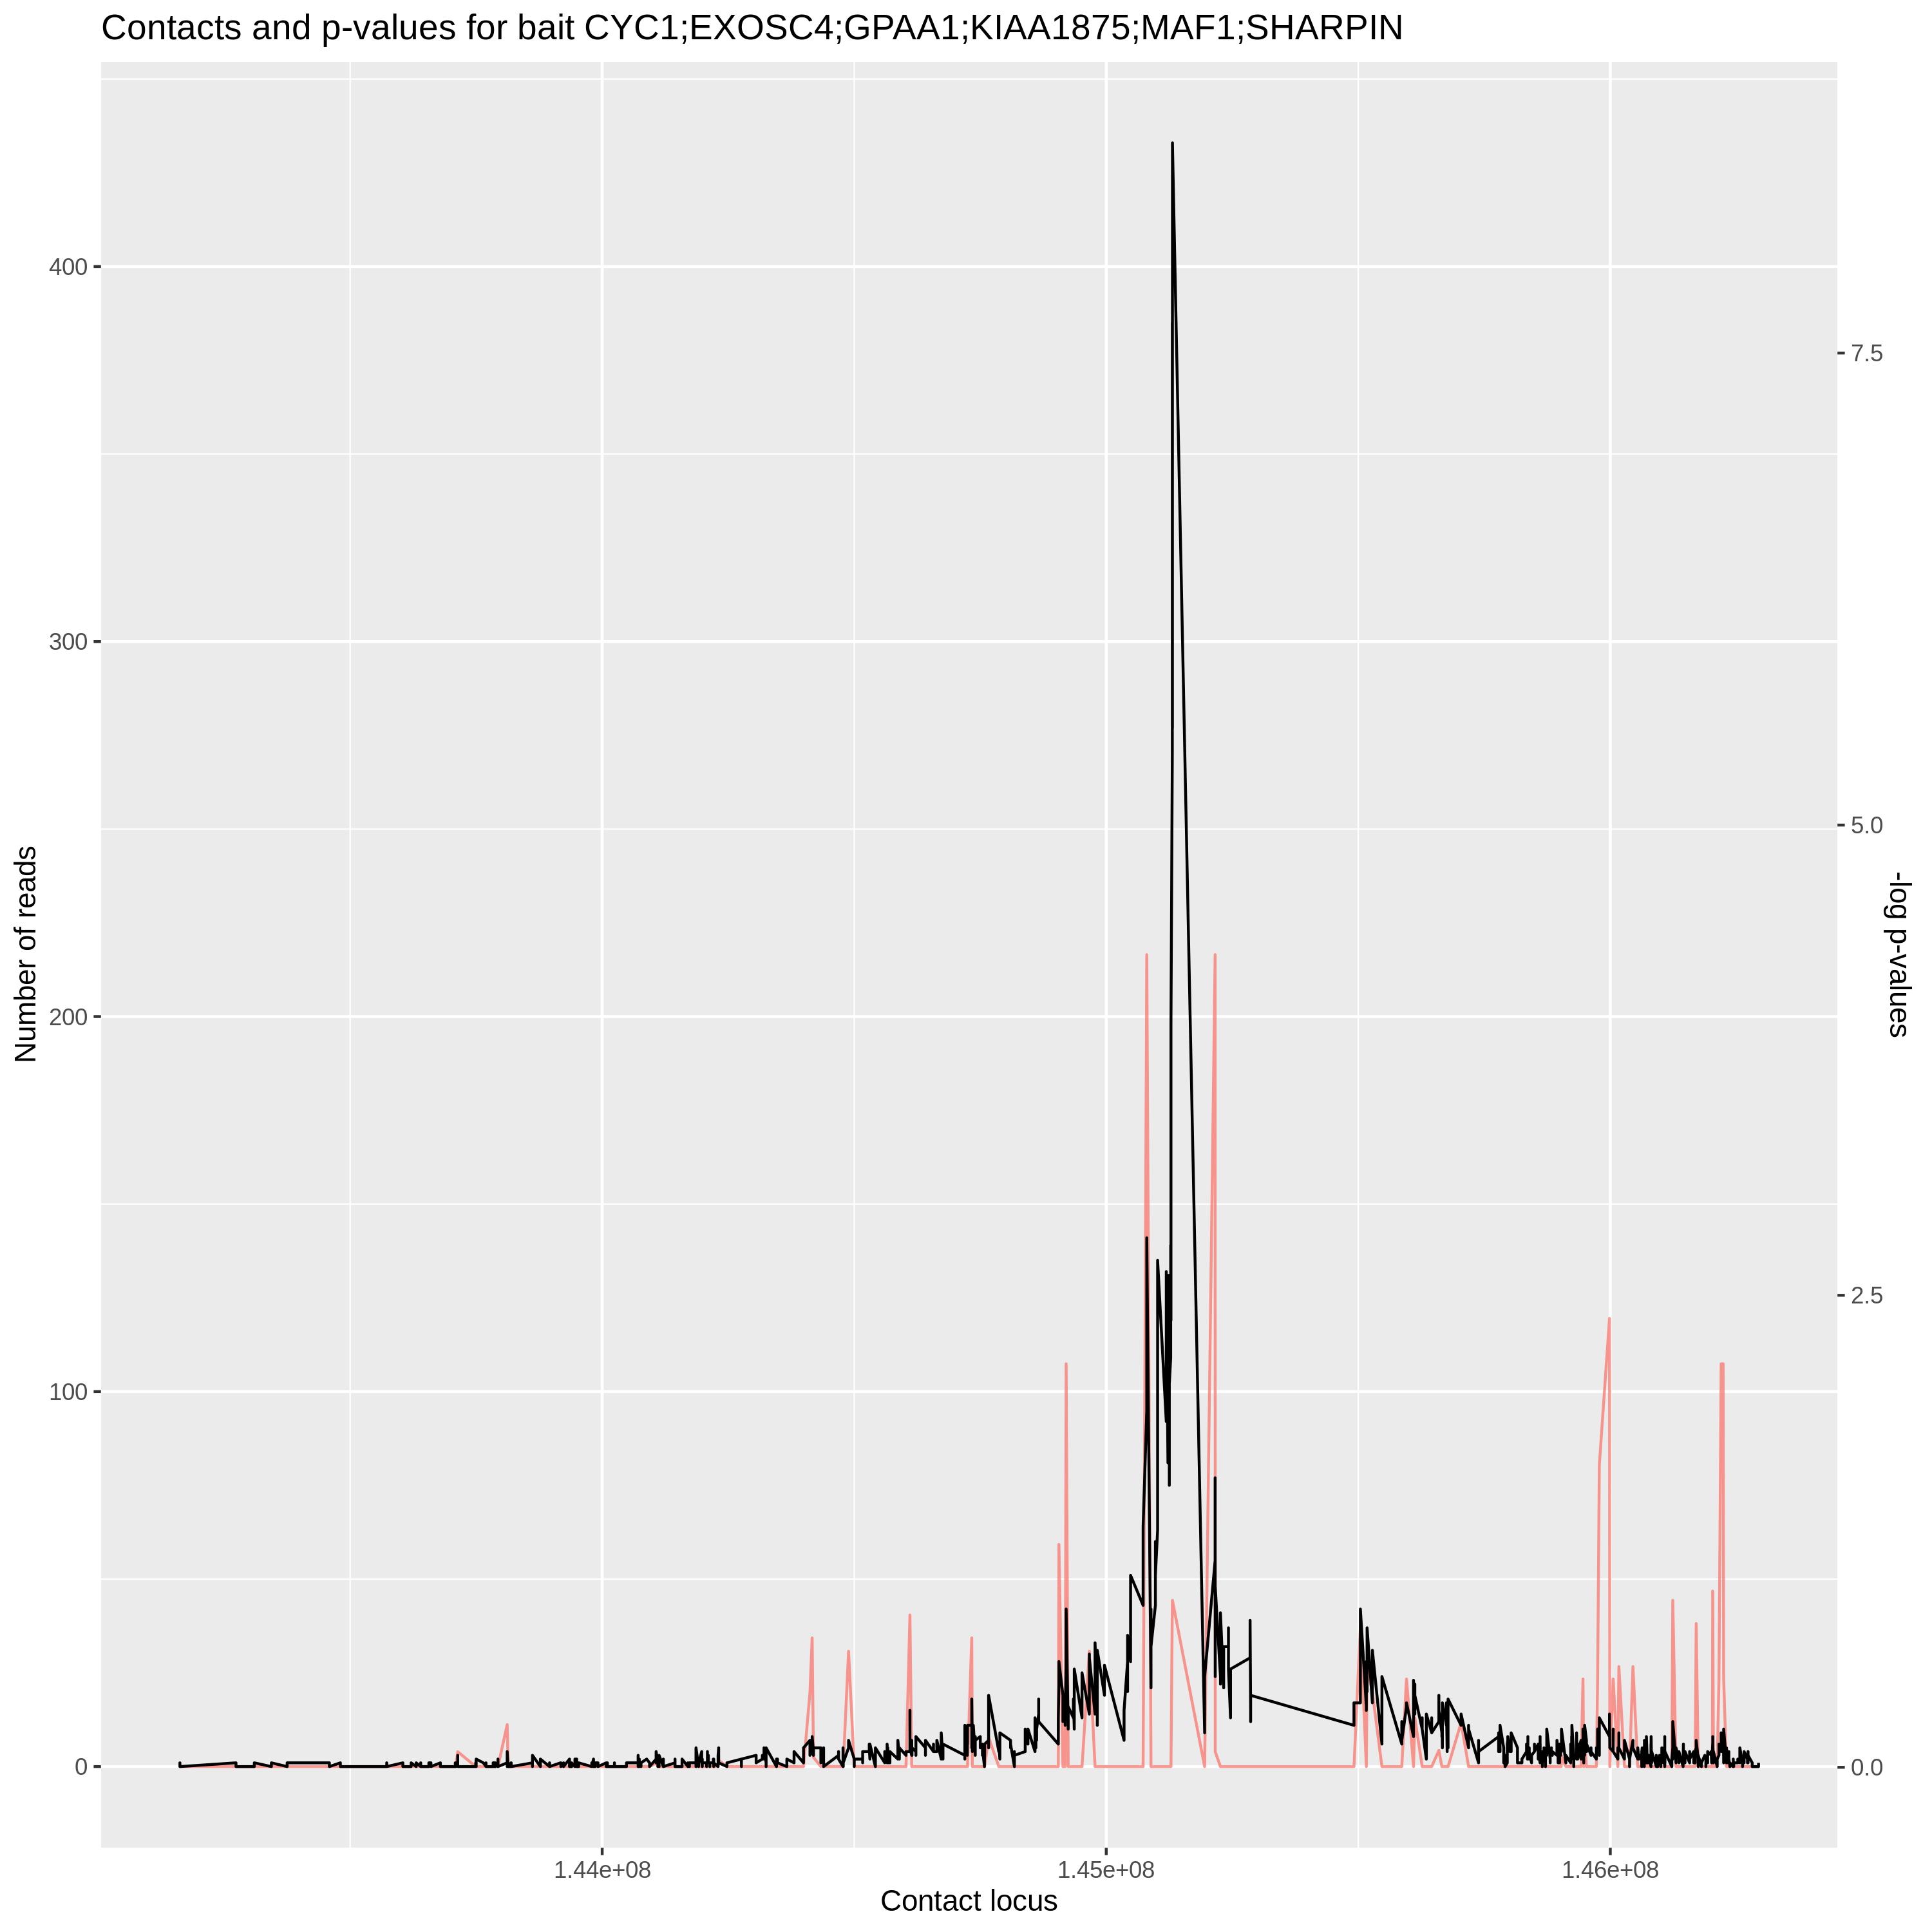 Contacts and p-values for bait CYC1;EXOSC4;GPAA1;KIAA1875;MAF1;SHARPIN
400
300
200
100
0
Number of reads
7.5
5.0
2.5
0.0
-log p-values
1.44e+08
1.45e+08
1.46e+08
Contact locus